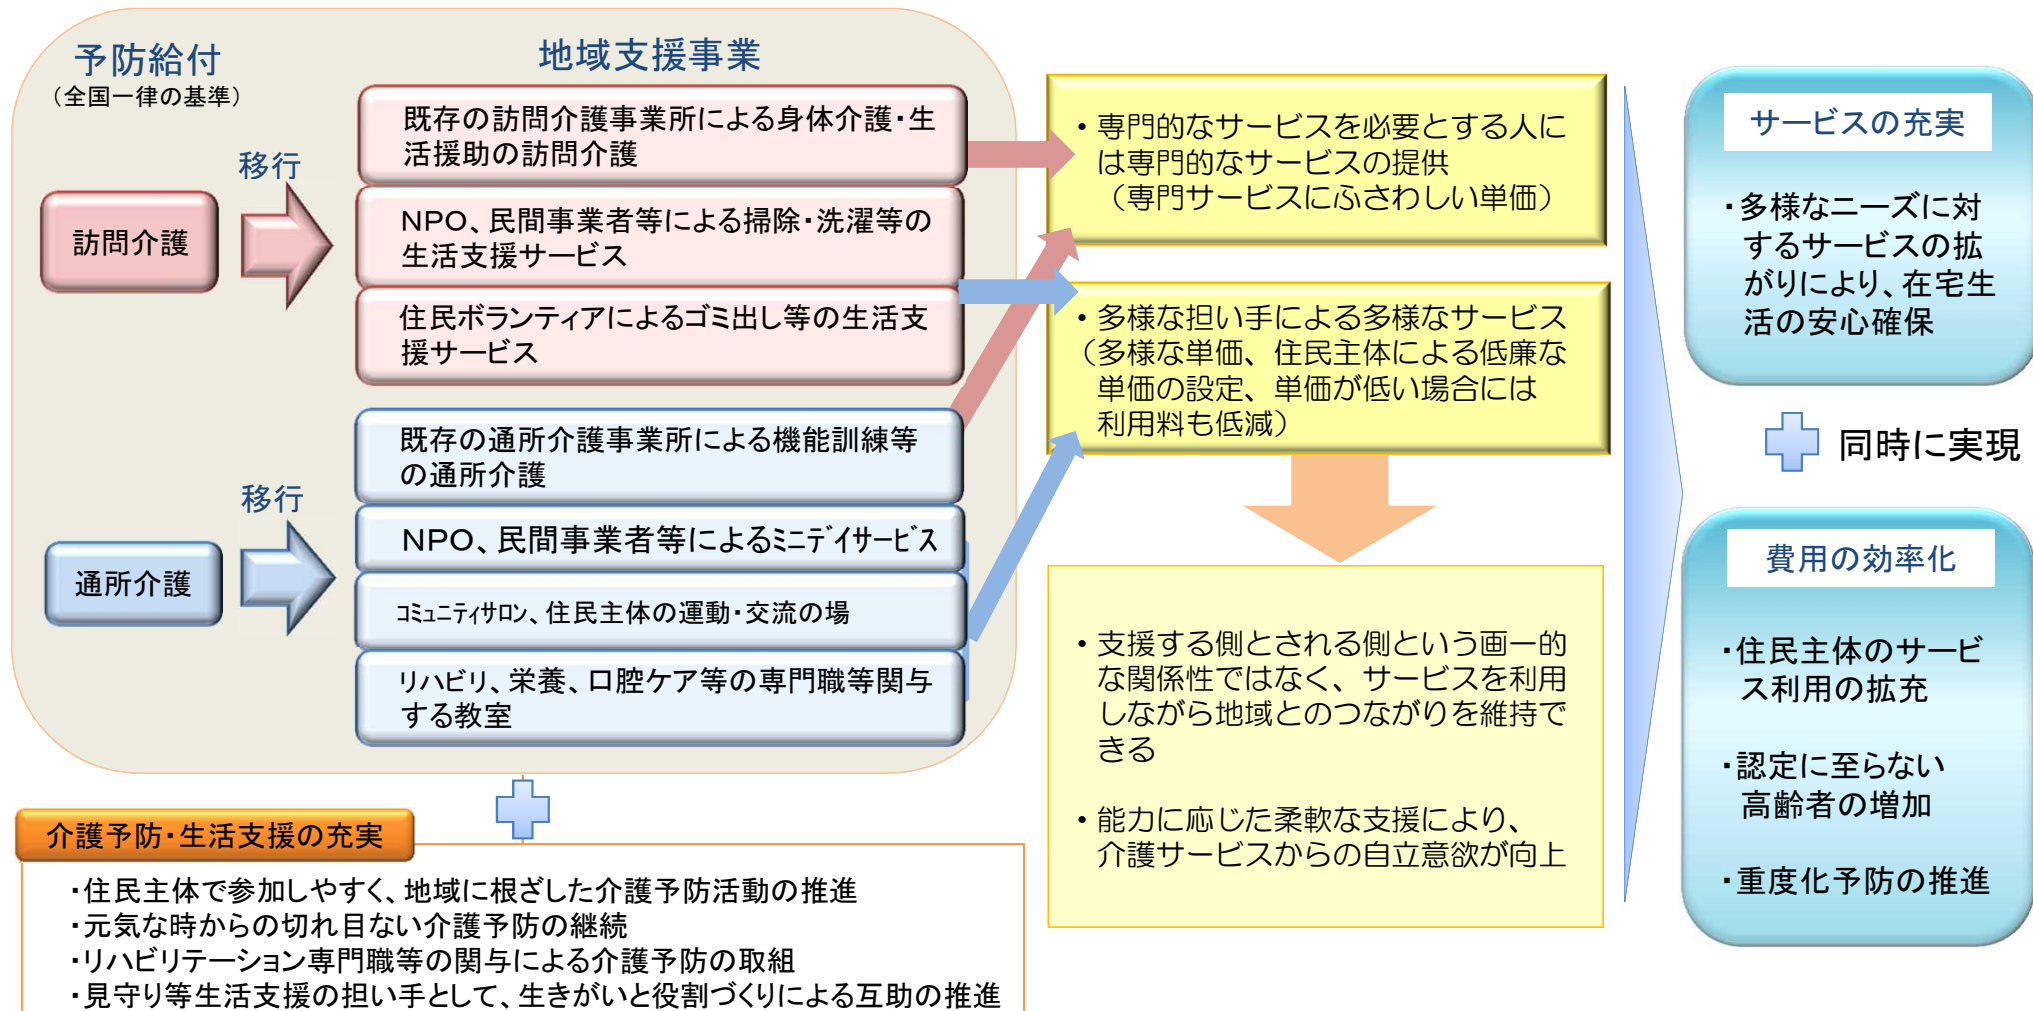 予防給付
（全国一律の基準）
地域支援事業
移行
訪問介護
既存の訪問介護事業所による身体介護・生
活援助の訪問介護
ＮＰＯ、民間事業者等による掃除・洗濯等の
生活支援サービス
住民ボランティアによるゴミ出し等の生活支
援サービス
移行
通所介護
既存の通所介護事業所による機能訓練等
の通所介護
ＮＰＯ、民間事業者等によるﾐﾆﾃﾞｲｻｰﾋﾞｽ
ｺﾐｭﾆﾃｨｻﾛﾝ、住民主体の運動・交流の場
リハビリ、栄養、口腔ケア等の専門職等関与
する教室
介護予防・生活支援の充実
・住民主体で参加しやすく、地域に根ざした介護予防活動の推進
・元気な時からの切れ目ない介護予防の継続
・リハビリテーション専門職等の関与による介護予防の取組
・見守り等生活支援の担い手として、生きがいと役割づくりによる互助の推進
・専門的なサービスを必要とする人に
は専門的なサービスの提供
（専門サービスにふさわしい単価）
・多様な担い手による多様なサービス
（多様な単価、住民主体による低廉な
単価の設定、単価が低い場合には
利用料も低減）
・支援する側とされる側という画一的
な関係性ではなく、サービスを利用
しながら地域とのつながりを維持で
きる
・能力に応じた柔軟な支援により、
介護サービスからの自立意欲が向上
サービスの充実
・多様なニーズに対
するサービスの拡
がりにより、在宅生
活の安心確保
同時に実現
費用の効率化
・住民主体のサービ
ス利用の拡充
・認定に至らない
高齢者の増加
・重度化予防の推進